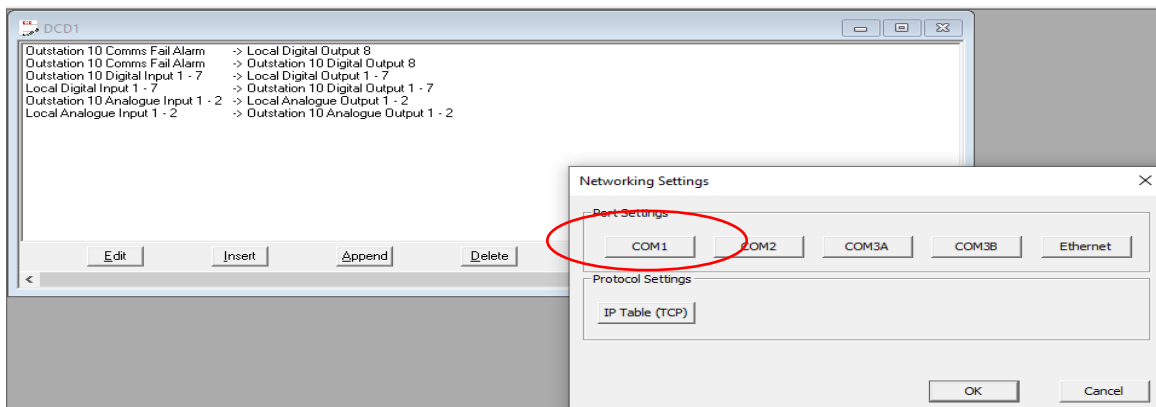 DCD1
Outstation 10 Comms Fail Alarm -> Local Digital Output 8
Outstation 10 Comms Fail Alarm -> Outstation 10 Digital Output 8
Outstation 10 Digital Input 1 - 7 -> Local Digital Output 1 - 7
Local Digital Input 1 - 7 -> Outstation 10 Digital Output 1 - 7
Outstation 10 Analogue Input 1 - 2 -> Local Analogue Output 1 - 2
Local Analogue Input 1 - 2 -> Outstation 10 Analogue Output 1 - 2
Edit Insert Append Delete
Networking Settings
Port Settings
COM1 COM2 COM3A COM3B Ethernet
Protocol Settings
IP Table (TCP)
OK Cancel